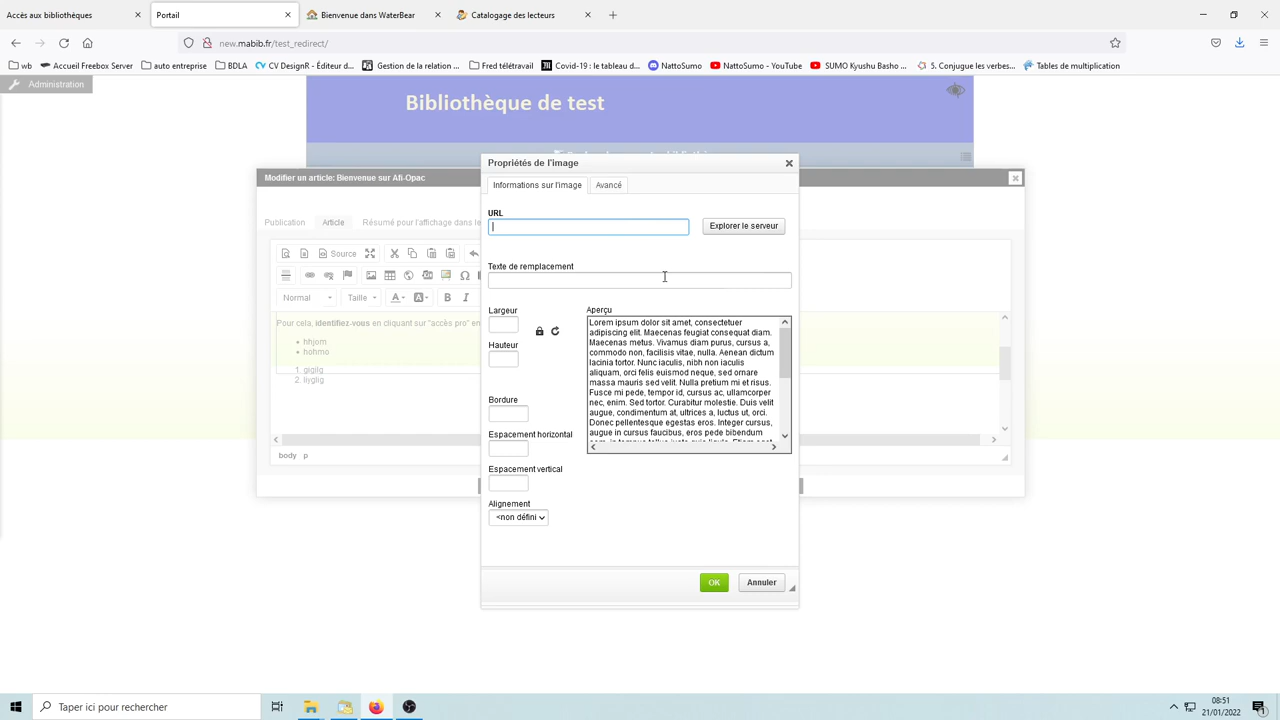 Accès aux bibliothèques
Portail
Bienvenue dans WaterBear
Catalogage des lecteurs
new.mabib.fr/test_redirect/
wb
Accueil Freebox Server
auto entreprise
BDLA
CV DesignR - Éditeur d...
Gestion de la relation ...
Fred télétravail
Covid-19 : le tableau d...
NattoSumo
NattoSumo - YouTube
SUMO Kyushu Basho ...
5. Conjugue les verbes...
Tables de multiplication
Administration
Bibliothèque de test
Propriétés de l'image
Modifier un article: Bienvenue sur Afi-Opac
Informations sur l'image
Avancé
Publication
Article
Résumé pour l'affichage dans le
URL
Explorer le serveur
Source
Texte de remplacement
Normal
Taille
B
I
Largeur
Hauteur
Aperçu
Pour cela, identifiez-vous en cliquant sur "accès pro" en
hhjom
hohmo
1. giglig
2. liyglig
Lorem ipsum dolor sit amet, consectetuer
adipiscing elit. Maecenas feugiat consequat diam.
Maecenas metus. Vivamus diam purus, cursus a,
commodo non, facilisis vitae, nulla. Aenean dictum
lacinia tortor. Nunc iaculis, nibh non iaculis
aliquam, orci felis euismod neque, sed ornare
massa mauris sed velit. Nulla pretium mi et risus.
Fusce mi pede, tempor id, cursus ac, ullamcorper
nec, enim. Sed tortor. Curabitur molestie. Duis velit
augue, condimentum at, ultrices a, luctus ut, orci.
Donec pellentesque egestas eros. Integer cursus,
augue in cursus faucibus, eros pede bibendum
Bordure
Espacement horizontal
Espacement vertical
Alignement
<non défini
body p
OK
Annuler
Taper ici pour rechercher
08:51
21/01/2022